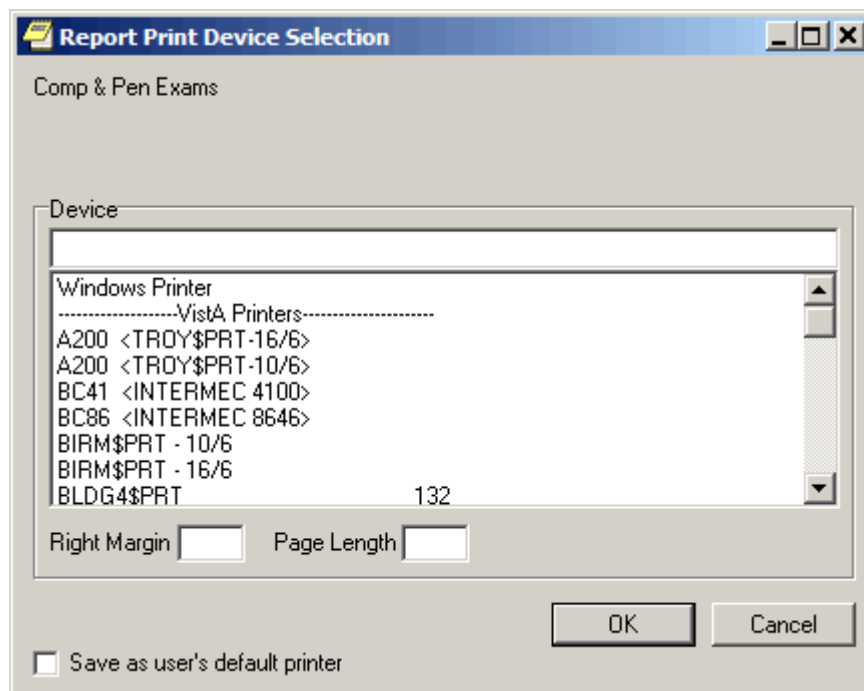 Report Print Device Selection
Comp & Pen Exams
Device
Windows Printer
--------------------VistA Printers----------------------
A200 <TROY$PRT-16/6>
A200 <TROY$PRT-10/6>
BC41 <INTERMEC 4100>
BC86 <INTERMEC 8646>
BIRM$PRT - 10/6
BIRM$PRT - 16/6
BLDG4$PRT 132
Right Margin Page Length
OK Cancel
Save as user's default printer